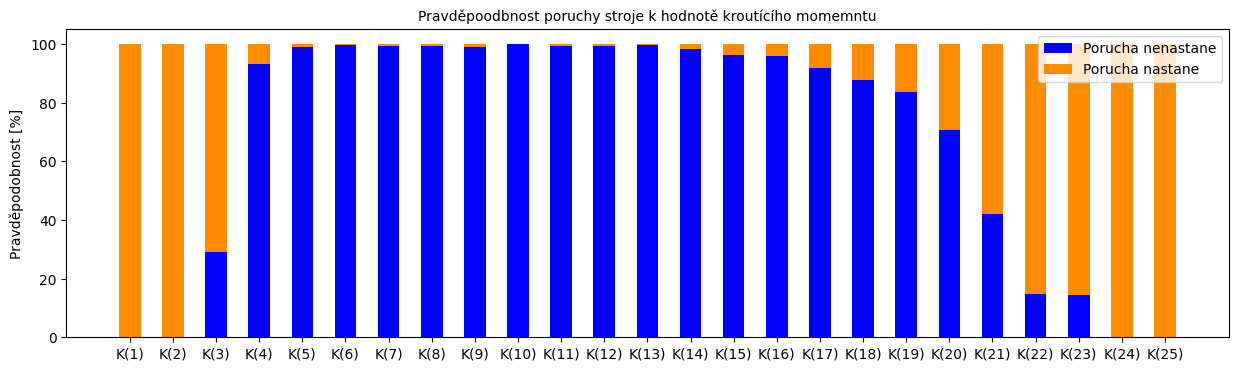 Pravděpoodbnost poruchy stroje k hodnotě kroutícího momemntu
Pravděpodobnost [%]
100
80
60
40
20
0
Porucha nenastane
Porucha nastane
K(1) K(2) K(3) K(4) K(5) K(6) K(7) K(8) K(9) K(10) K(11) K(12) K(13) K(14) K(15) K(16) K(17) K(18) K(19) K(20) K(21) K(22) K(23) K(24) K(25)